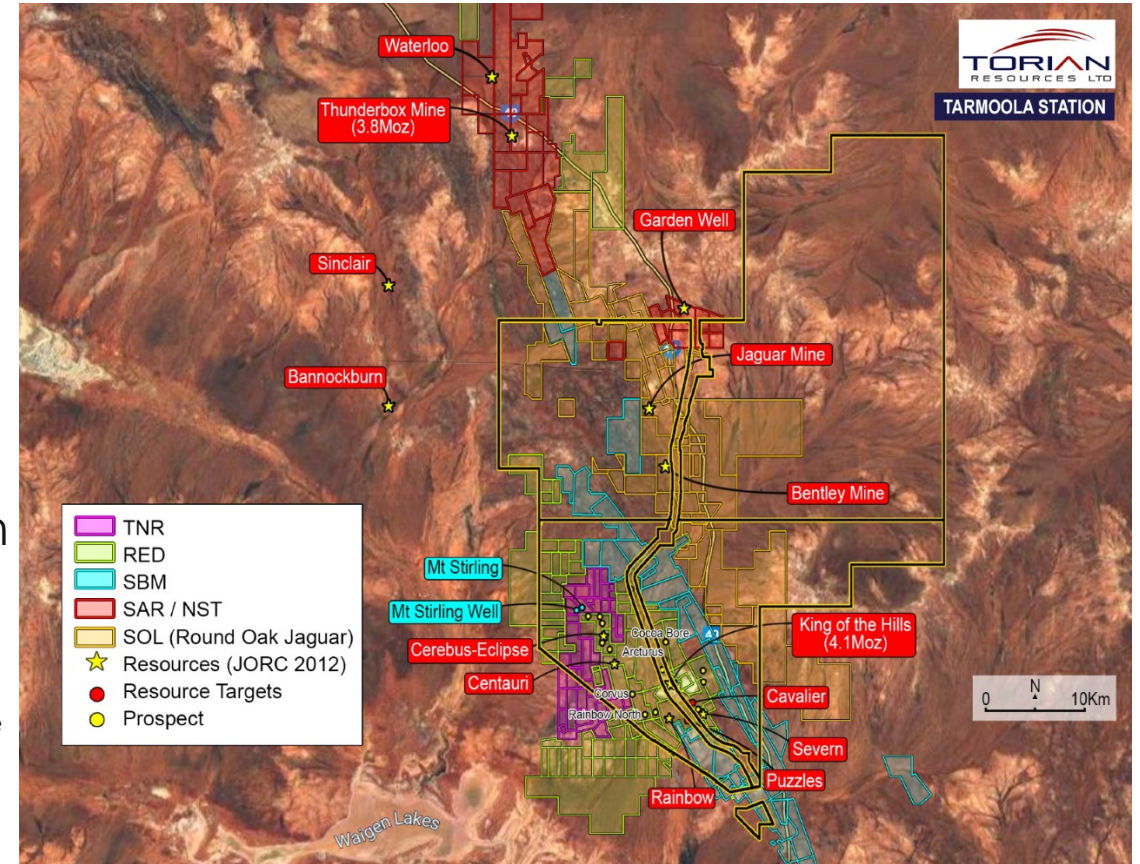 TORIAN
RESOURCES LTD
TARMOOLA STATION
Waterloo
Thunderbox Mine
(3.8Moz)
Garden Well
Sinclair
Jaguar Mine
Bannockburn
Bentley Mine
TNR
RED
SBM
SAR / NST
SOL (Round Oak Jaguar)
Resources (JORC 2012)
Resource Targets
Prospect
Mt Stirling
Mt Stirling Well
Cerebus-Eclipse
Centauri
Cocoa Bore
Arcturus
Corvus
Rainbow North
King of the Hills
(4.1Moz)
Cavalier
Severn
Puzzles
Rainbow
Waigen Lakes
N
0 10Km